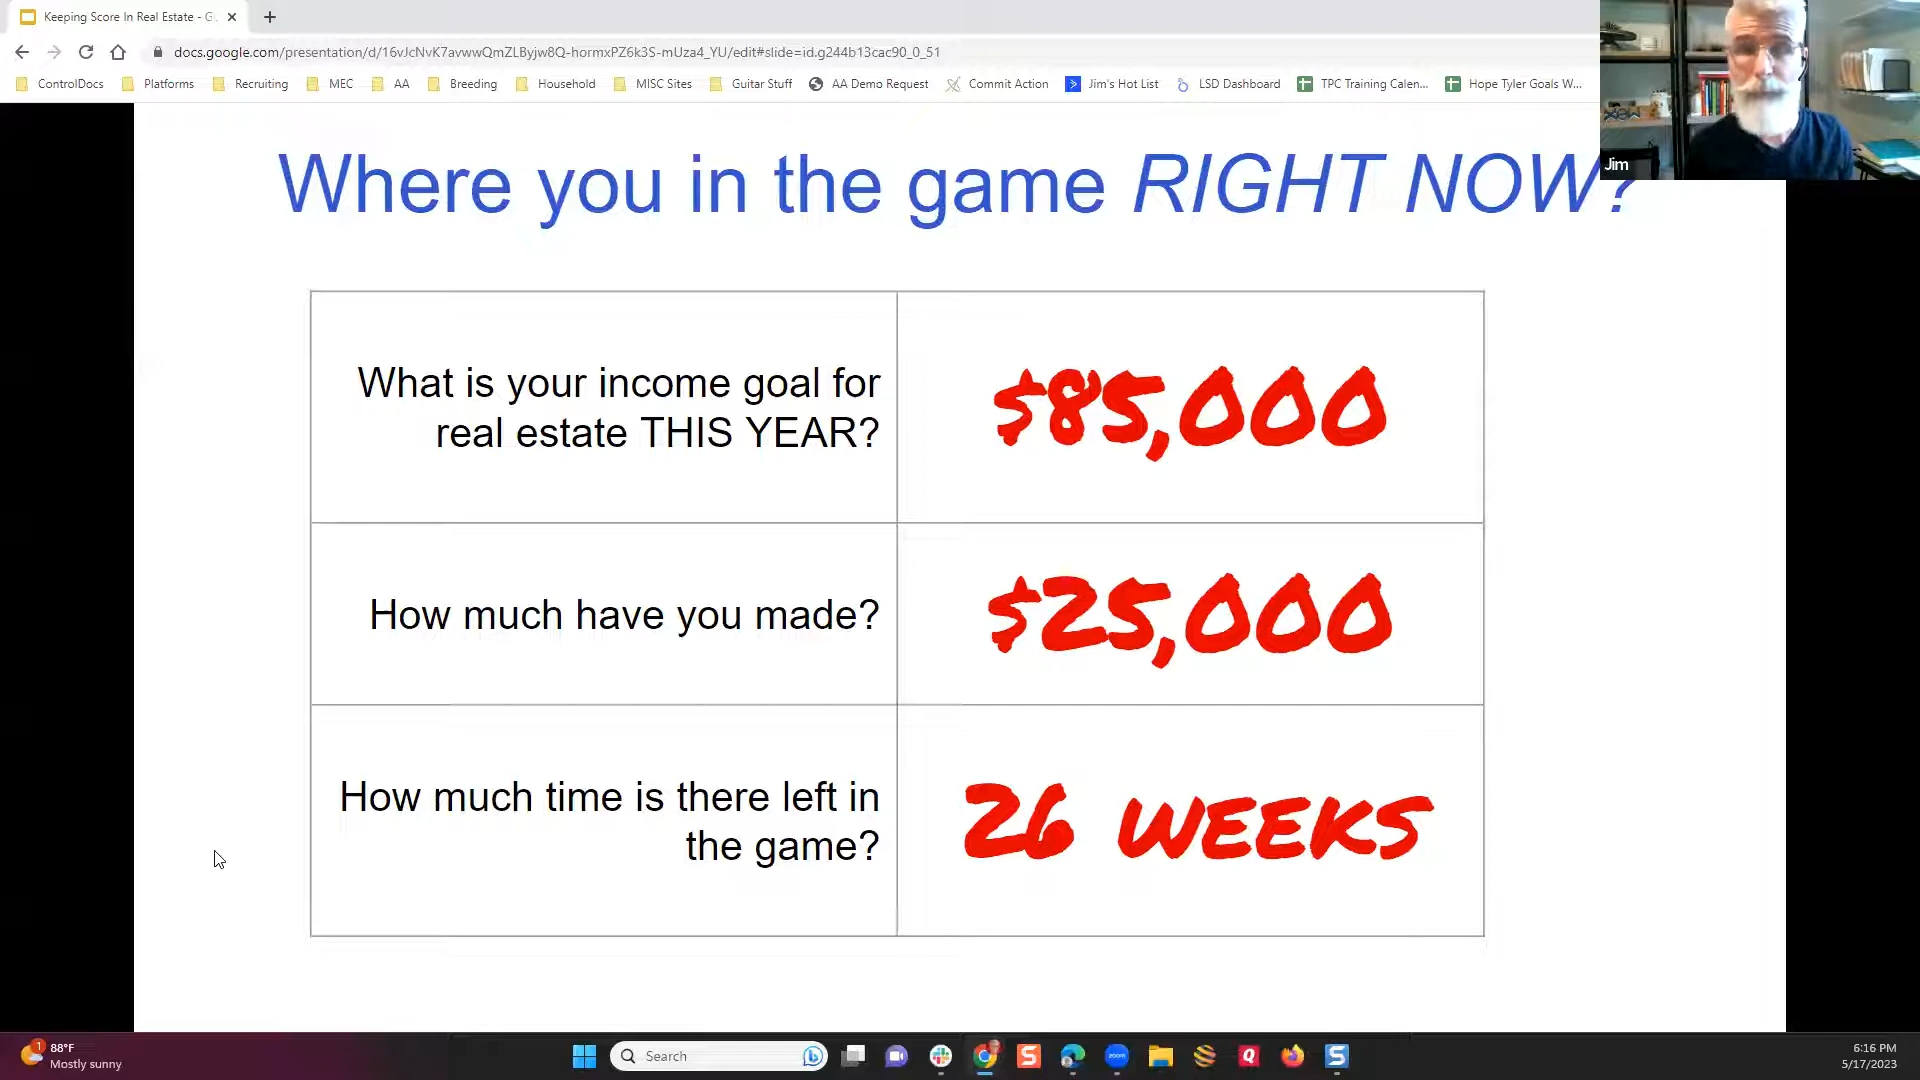 Keeping Score In Real Estate - G
docs.google.com/presentation/d/16vJcNvK7avwwQmZLByjw8Q-hormxPZ6k3S-mUza4_YU/edit#slide=id.g244b13cac90_0_51
ControlDocs Platforms Recruiting MEC AA Breeding Household MISC Sites Guitar Stuff AA Demo Request Commit Action Jim's Hot List LSD Dashboard TPC Training Calen... Hope Tyler Goals W...
Jim
Where you in the game RIGHT NOW?
What is your income goal for
real estate THIS YEAR?
$85,000
How much have you made?
$25,000
How much time is there left in
the game?
26 WEEKS
1
88°F
Mostly sunny
Search
zoom
6:16 PM
5/17/2023